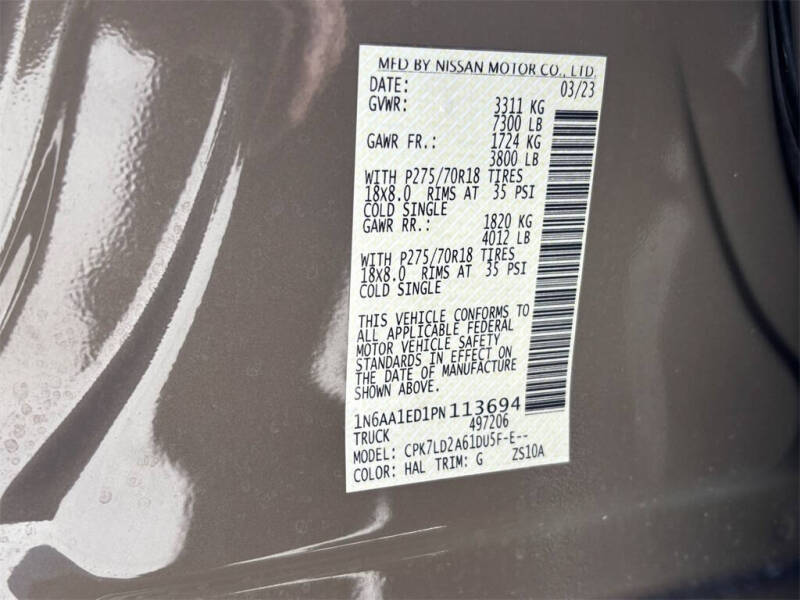 MFD BY NISSAN MOTOR CO., LTD.
DATE: 03/23
GVWR: 3311 KG
7300 LB
GAWR FR.: 1724 KG
3800 LB
WITH P275/70R18 TIRES
18X8.0 RIMS AT 35 PSI
COLD SINGLE
GAWR RR.: 1820 KG
4012 LB
WITH P275/70R18 TIRES
18X8.0 RIMS AT 35 PSI
COLD SINGLE
THIS VEHICLE CONFORMS TO
ALL APPLICABLE FEDERAL
MOTOR VEHICLE SAFETY
STANDARDS IN EFFECT ON
THE DATE OF MANUFACTURE
SHOWN ABOVE.
1N6AA1ED1PN113694
TRUCK 497206
MODEL: CPK7LD2A61DU5F-E--
COLOR: HAL TRIM: G ZS10A